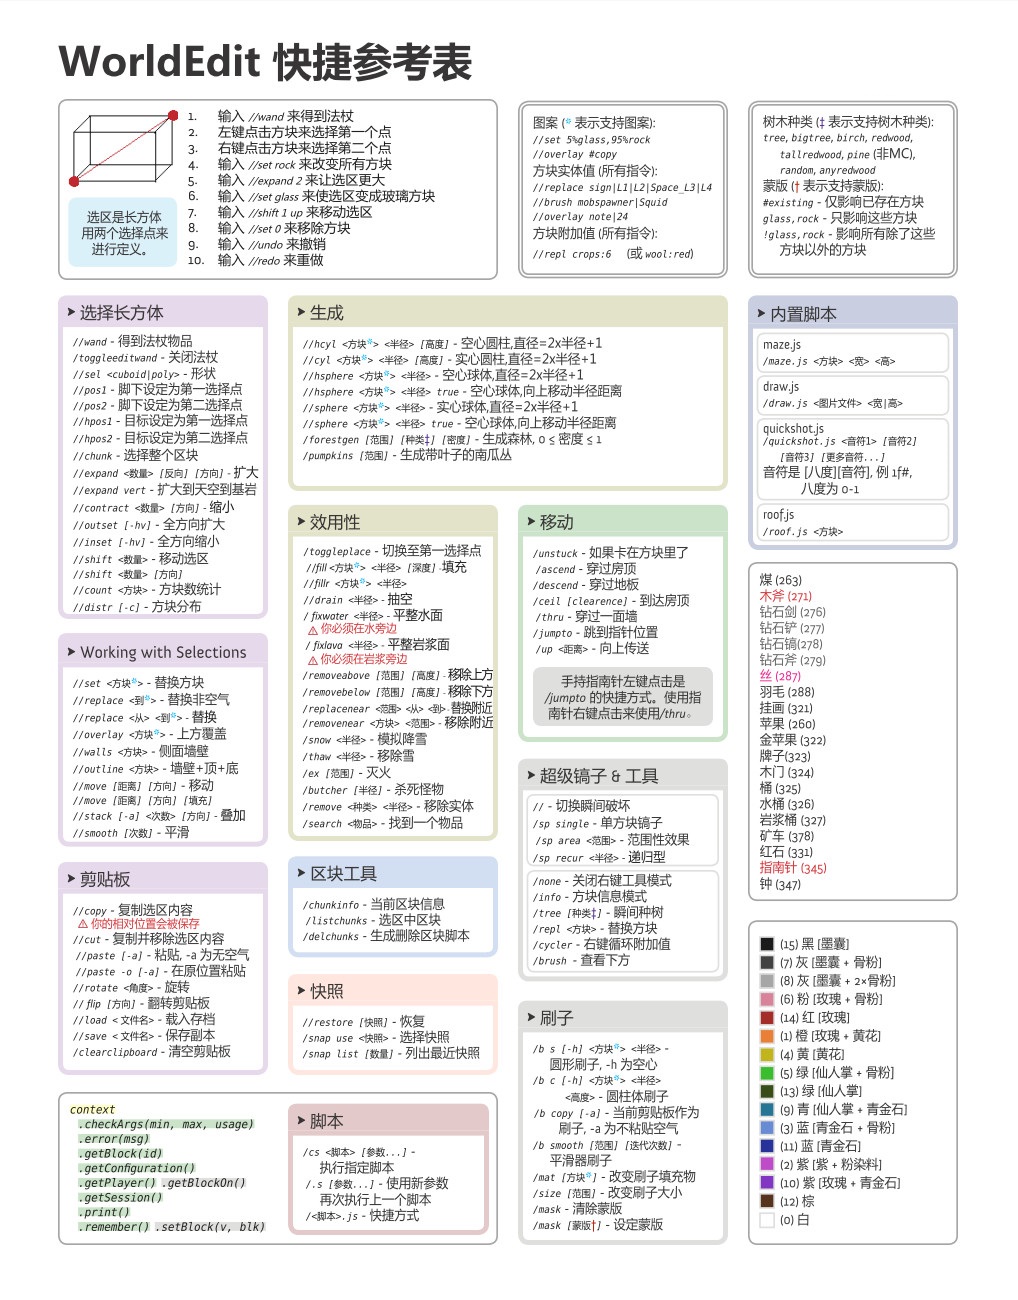 WorldEdit 快捷参考表
选区是长方体
用两个选择点来
进行定义。
1. 输入 //wand 来得到法杖
2. 左键点击方块来选择第一个点
3. 右键点击方块来选择第二个点
4. 输入 //set rock 来改变所有方块
5. 输入 //expand 2 来让选区更大
6. 输入 //set glass 来使选区变成玻璃方块
7. 输入 //shift 1 up 来移动选区
8. 输入 //set 0 来移除方块
9. 输入 //undo 来撤销
10. 输入 //redo 来重做
图案 (* 表示支持图案):
//set 5%glass,95%rock
//overlay #copy
方块实体值 (所有指令):
//replace sign|L1|L2|Space_L3|L4
//brush mobspawner|Squid
//overlay note|24
方块附加值 (所有指令):
//repl crops:6 (或 wool:red)
树木种类 (‡ 表示支持树木种类):
tree, bigtree, birch, redwood,
tallredwood, pine (非MC),
random, anyredwood
蒙版 († 表示支持蒙版):
#existing - 仅影响已存在方块
glass,rock - 只影响这些方块
!glass,rock - 影响所有除了这些
方块以外的方块
选择长方体
//wand - 得到法杖物品
/toggleeditwand - 关闭法杖
//sel <cuboid|poly> - 形状
//pos1 - 脚下设定为第一选择点
//pos2 - 脚下设定为第二选择点
//hpos1 - 目标设定为第一选择点
//hpos2 - 目标设定为第二选择点
//chunk - 选择整个区块
//expand <数量> [反向] [方向] - 扩大
//expand vert - 扩大到天空到基岩
//contract <数量> [方向] - 缩小
//outset [-hv] - 全方向扩大
//inset [-hv] - 全方向缩小
//shift <数量> - 移动选区
//shift <数量> [方向]
//count <方块> - 方块数统计
//distr [-c] - 方块分布
Working with Selections
//set <方块*> - 替换方块
//replace <到*> - 替换非空气
//replace <从> <到*> - 替换
//overlay <方块*> - 上方覆盖
//walls <方块> - 侧面墙壁
//outline <方块> - 墙壁+顶+底
//move [距离] [方向] - 移动
//move [距离] [方向] [填充]
//stack [-a] <次数> [方向] - 叠加
//smooth [次数] - 平滑
剪贴板
//copy - 复制选区内容
⚠ 你的相对位置会被保存
//cut - 复制并移除选区内容
//paste [-a] - 粘贴, -a 为无空气
//paste -o [-a] - 在原位置粘贴
//rotate <角度> - 旋转
// flip [方向] - 翻转剪贴板
//load < 文件名> - 载入存档
//save < 文件名> - 保存副本
/clearclipboard - 清空剪贴板
生成
//hcyl <方块*> <半径> [高度] - 空心圆柱,直径=2x半径+1
//cyl <方块*> <半径> [高度] - 实心圆柱,直径=2x半径+1
//hsphere <方块*> <半径> - 空心球体,直径=2x半径+1
//hsphere <方块*> <半径> true - 空心球体,向上移动半径距离
//sphere <方块*> <半径> - 实心球体,直径=2x半径+1
//sphere <方块*> <半径> true - 空心球体,向上移动半径距离
/forestgen [范围] [种类‡] [密度] - 生成森林, 0 ≤ 密度 ≤ 1
/pumpkins [范围] - 生成带叶子的南瓜丛
效用性
/toggleplace - 切换至第一选择点
//fill <方块*> <半径> [深度] -填充
//fillr <方块*> <半径>
//drain <半径> - 抽空
/ fixwater <半径> - 平整水面
⚠ 你必须在水旁边
/ fixlava <半径> - 平整岩浆面
⚠ 你必须在岩浆旁边
/removeabove [范围] [高度] - 移除上方
/removebelow [范围] [高度] - 移除下方
/replacenear <范围> <从> <到>-替换附近
/removenear <方块> <范围> - 移除附近
/snow <半径> - 模拟降雪
/thaw <半径> - 移除雪
/ex [范围] - 灭火
/butcher [半径] - 杀死怪物
/remove <种类> <半径> - 移除实体
/search <物品> - 找到一个物品
区块工具
/chunkinfo - 当前区块信息
/listchunks - 选区中区块
/delchunks - 生成删除区块脚本
快照
//restore [快照] - 恢复
/snap use <快照> - 选择快照
/snap list [数量] - 列出最近快照
移动
/unstuck - 如果卡在方块里了
/ascend - 穿过房顶
/descend - 穿过地板
/ceil [clearence] - 到达房顶
/thru - 穿过一面墙
/jumpto - 跳到指针位置
/up <距离> - 向上传送
手持指南针左键点击是
/jumpto 的快捷方式。使用指
南针右键点击来使用/thru。
超级镐子 & 工具
// - 切换瞬间破坏
/sp single - 单方块镐子
/sp area <范围> - 范围性效果
/sp recur <半径> - 递归型
/none - 关闭右键工具模式
/info - 方块信息模式
/tree [种类‡] - 瞬间种树
/repl <方块> - 替换方块
/cycler - 右键循环附加值
/brush - 查看下方
刷子
/b s [-h] <方块*> <半径> -
圆形刷子, -h 为空心
/b c [-h] <方块*> <半径>
<高度> - 圆柱体刷子
/b copy [-a] - 当前剪贴板作为
刷子, -a 为不粘贴空气
/b smooth [范围] [迭代次数] -
平滑器刷子
/mat [方块*] - 改变刷子填充物
/size [范围] - 改变刷子大小
/mask - 清除蒙版
/mask [蒙版†] - 设定蒙版
内置脚本
maze.js
/maze.js <方块> <宽> <高>
draw.js
/draw.js <图片文件> <宽|高>
quickshot.js
/quickshot.js <音符1> [音符2]
[音符3] [更多音符...]
音符是 [八度][音符], 例 1f#,
八度为 0-1
roof.js
/roof.js <方块>
煤 (263)
木斧 (271)
钻石剑 (276)
钻石铲 (277)
钻石镐(278)
钻石斧 (279)
丝 (287)
羽毛 (288)
挂画 (321)
苹果 (260)
金苹果 (322)
牌子(323)
木门 (324)
桶 (325)
水桶 (326)
岩浆桶 (327)
矿车 (378)
红石 (331)
指南针 (345)
钟 (347)
(15) 黑 [墨囊]
(7) 灰 [墨囊 + 骨粉]
(8) 灰 [墨囊 + 2×骨粉]
(6) 粉 [玫瑰 + 骨粉]
(14) 红 [玫瑰]
(1) 橙 [玫瑰 + 黄花]
(4) 黄 [黄花]
(5) 绿 [仙人掌 + 骨粉]
(13) 绿 [仙人掌]
(9) 青 [仙人掌 + 青金石]
(3) 蓝 [青金石 + 骨粉]
(11) 蓝 [青金石]
(2) 紫 [紫 + 粉染料]
(10) 紫 [玫瑰 + 青金石]
(12) 棕
(0) 白
context
.checkArgs(min, max, usage)
.error(msg)
.getBlock(id)
.getConfiguration()
.getPlayer() .getBlockOn()
.getSession()
.print()
.remember() .setBlock(v, blk)
脚本
/cs <脚本> [参数...] -
执行指定脚本
/.s [参数...] - 使用新参数
再次执行上一个脚本
/<脚本>.js - 快捷方式